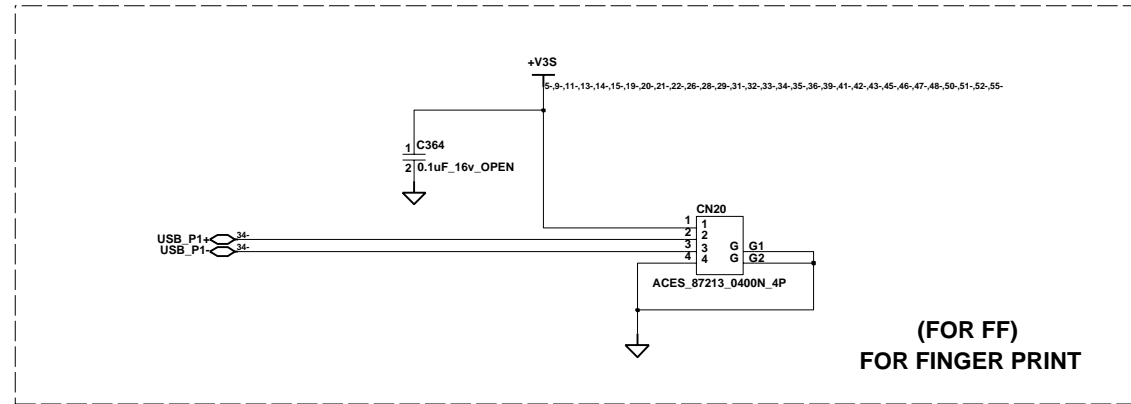 +V3S
5-,9-,11-,13-,14-,15-,19-,20-,21-,22-,26-,28-,29-,31-,32-,33-,34-,35-,36-,39-,41-,42-,43-,45-,46-,47-,48-,50-,51-,52-,55-
1 C364
2 0.1uF_16v_OPEN
CN20
1 1
USB_P1+ 34- 2 2
USB_P1- 34- 3 3 G G1
4 4 G G2
ACES_87213_0400N_4P
(FOR FF)
FOR FINGER PRINT